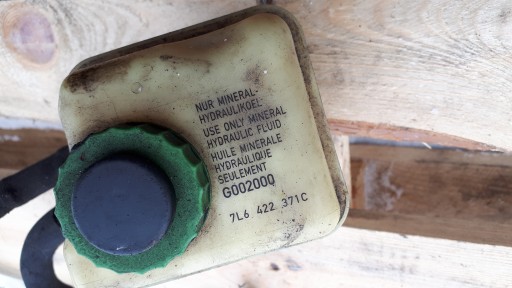 NUR MINERAL-
HYDRAULIKOEL
USE ONLY MINERAL
HYDRAULIC FLUID
HUILE MINERALE
HYDRAULIQUE
SEULEMENT
G002000
7L6 422 371C